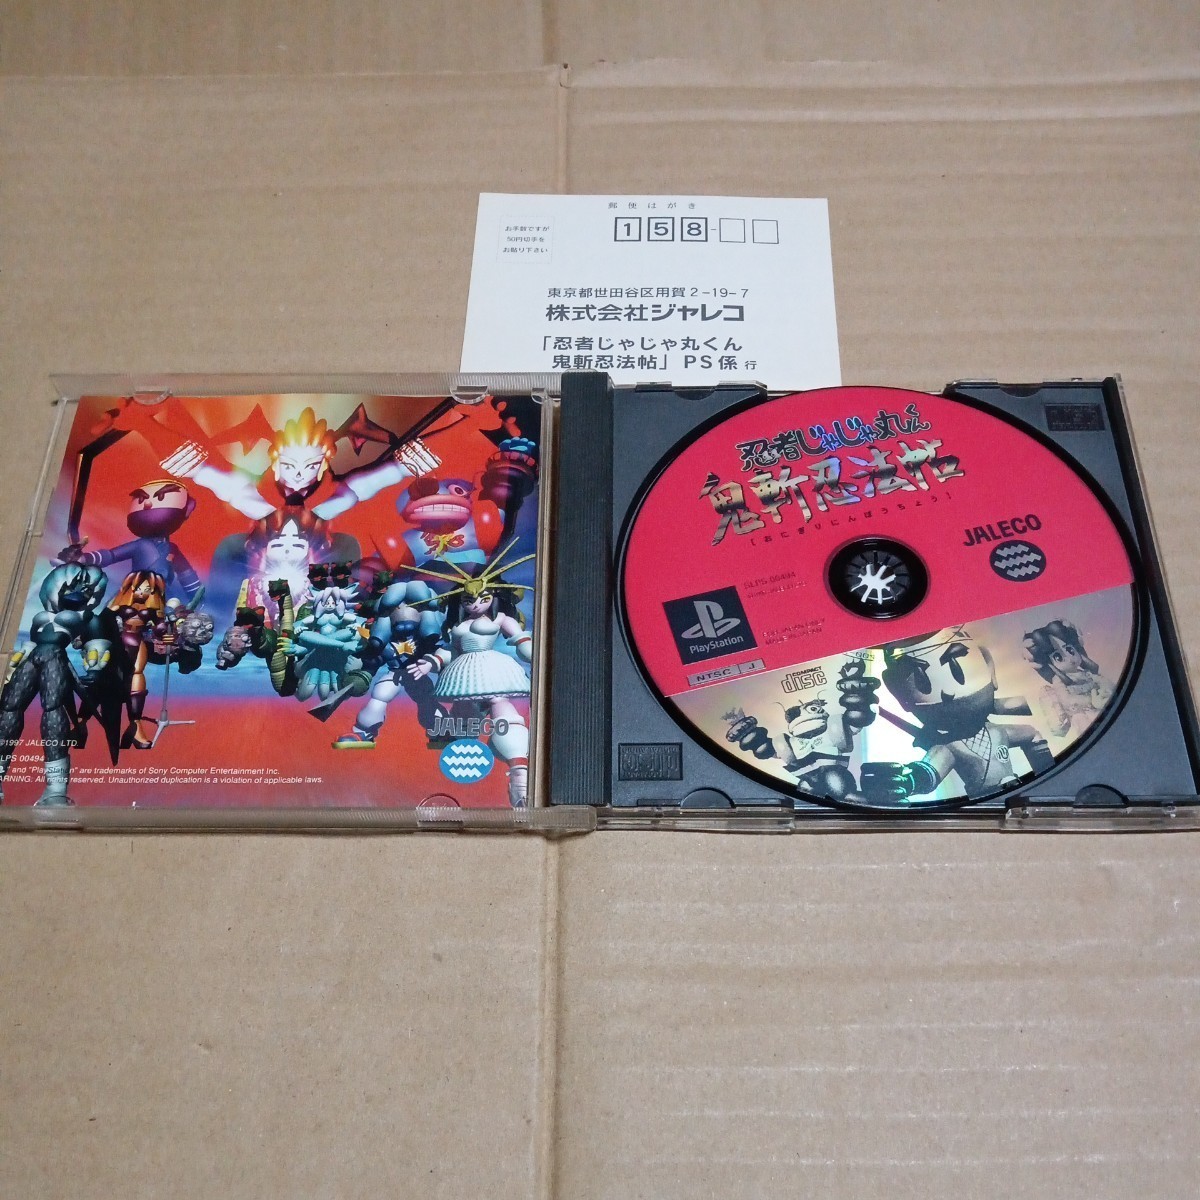 郵便はがき
お手数ですが
50円切手を
お貼り下さい
158-
東京都世田谷区用賀2-19-7
株式会社ジャレコ
「忍者じゃじゃ丸くん
鬼斬忍法帖」PS係 行
JALECO
©1997 JALECO LTD.
LPS 00494
" and "PlayStation" are trademarks of Sony Computer Entertainment Inc.
WARNING. All rights reserved. Unauthorized duplication is a violation of applicable laws.
忍者じゃじゃ丸くん
鬼斬忍法帖
[おにぎりにんぽうちょう]
JALECO
SLPS-00494
PlayStation
NTSC J
COMPACT
disc